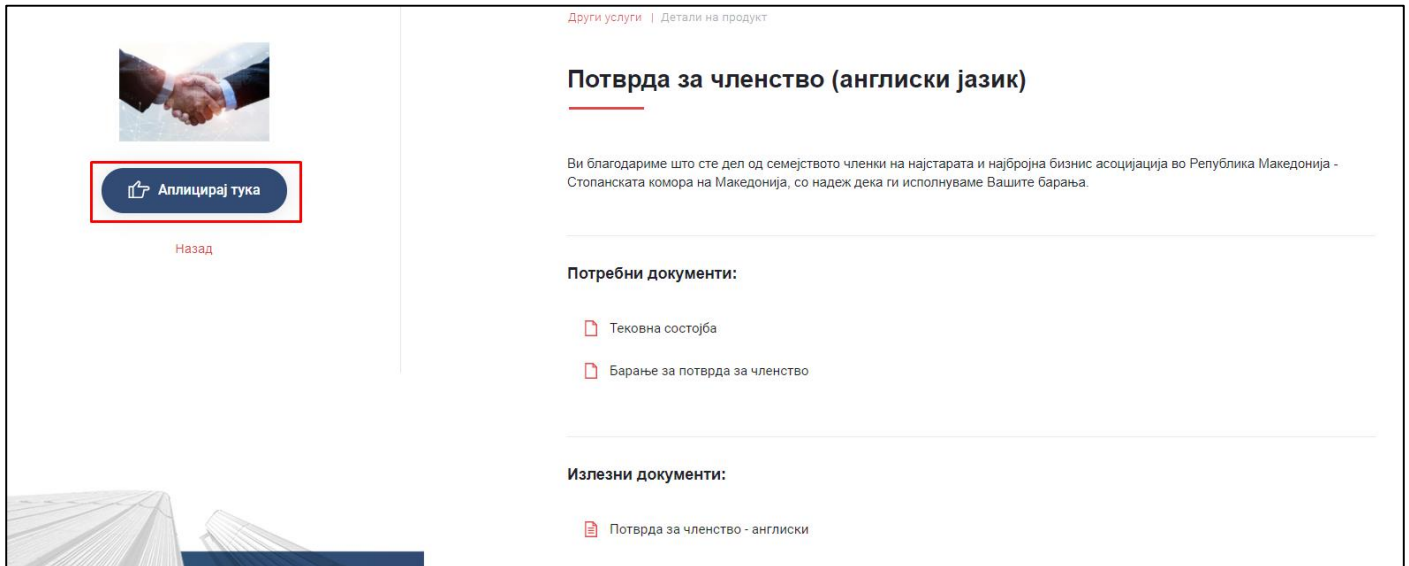 Други услуги | Детали на продукт
Потврда за членство (англиски јазик)
Аплицирај тука
Назад
Ви благодариме што сте дел од семејството членки на најстарата и најбројна бизнис асоцијација во Република Македонија -
Стопанската комора на Македонија, со надеж дека ги исполнуваме Вашите барања.
Потребни документи:
Тековна состојба
Барање за потврда за членство
Излезни документи:
Потврда за членство - англиски